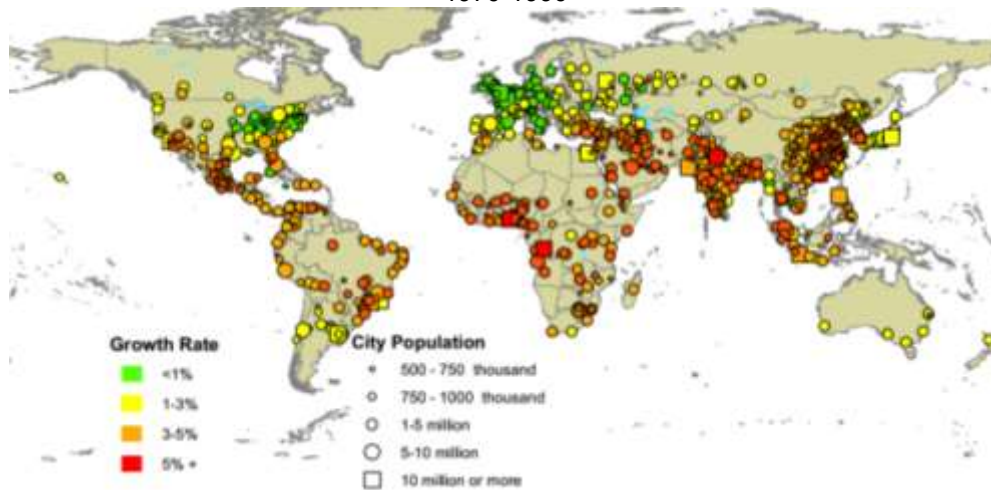 Growth Rate
<1%
1-3%
3-5%
5% +
City Population
500 - 750 thousand
750 - 1000 thousand
1-5 million
5-10 million
10 million or more